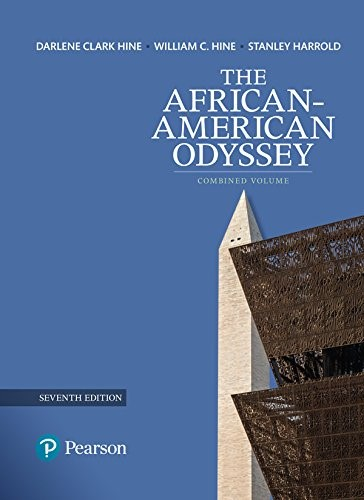 DARLENE CLARK HINE • WILLIAM C. HINE • STANLEY HARROLD
THE
AFRICAN-
AMERICAN
ODYSSEY
COMBINED VOLUME
SEVENTH EDITION
P Pearson